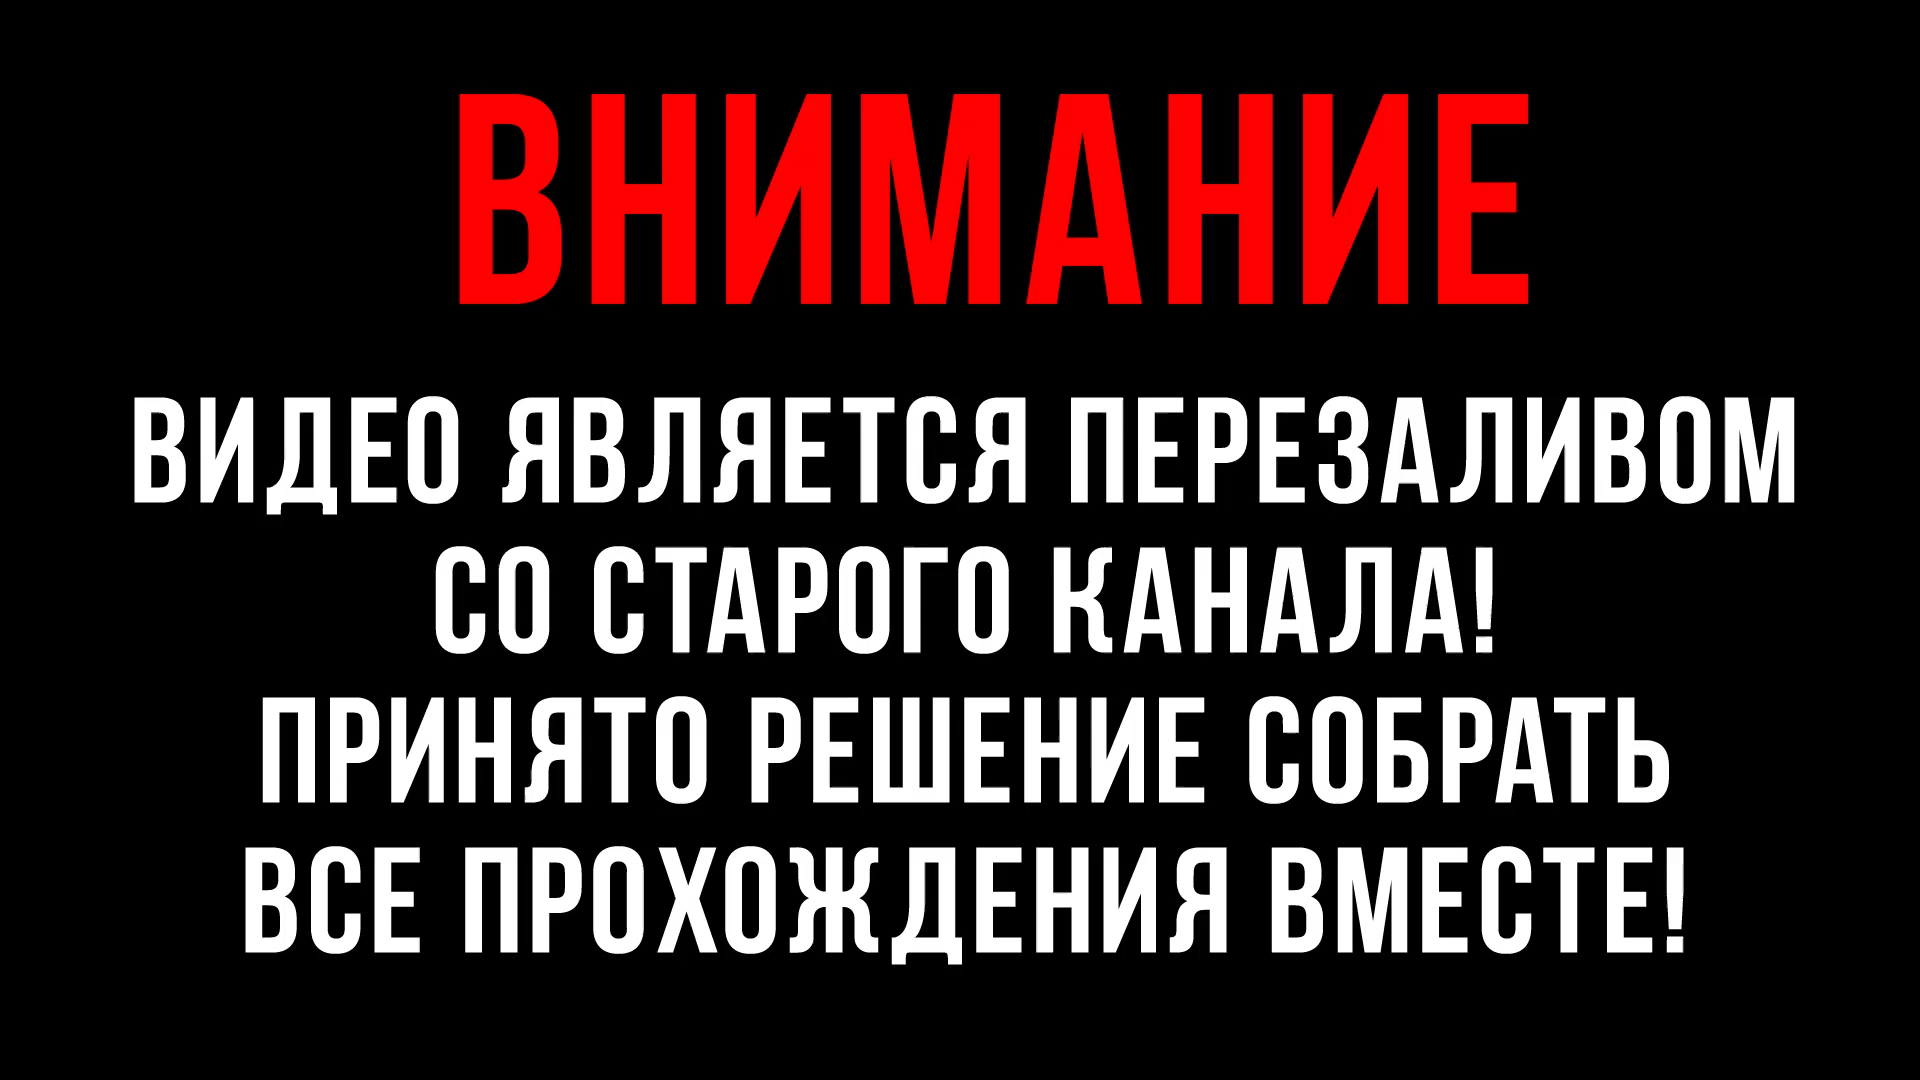 ВНИМАНИЕ
ВИДЕО ЯВЛЯЕТСЯ ПЕРЕЗАЛИВОМ
СО СТАРОГО КАНАЛА!
ПРИНЯТО РЕШЕНИЕ СОБРАТЬ
ВСЕ ПРОХОЖДЕНИЯ ВМЕСТЕ!